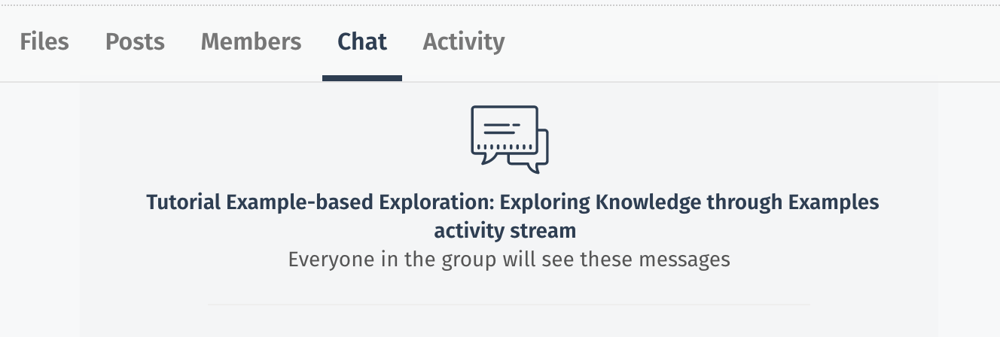 Files Posts Members Chat Activity
Tutorial Example-based Exploration: Exploring Knowledge through Examples
activity stream
Everyone in the group will see these messages